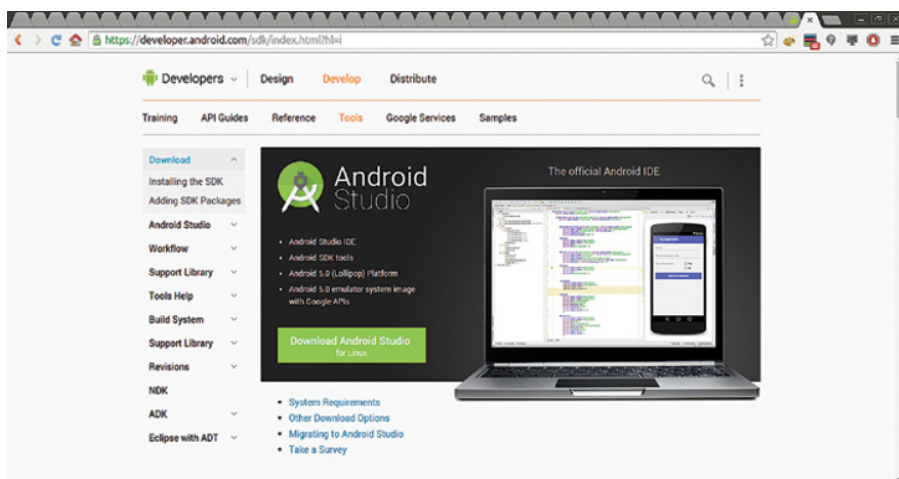 https://developer.android.com/sdk/index.html?hl=i
Developers
Design
Develop
Distribute
Training
API Guides
Reference
Tools
Google Services
Samples
Download
Installing the SDK
Adding SDK Packages
Android Studio
Workflow
Support Library
Tools Help
Build System
Support Library
Revisions
NDK
ADK
Eclipse with ADT
Android
Studio
• Android Studio IDE
• Android SDK tools
• Android 5.0 (Lollipop) Platform
• Android 5.0 emulator system image
with Google APIs
Download Android Studio
for Linux
The official Android IDE
• System Requirements
• Other Download Options
• Migrating to Android Studio
• Take a Survey